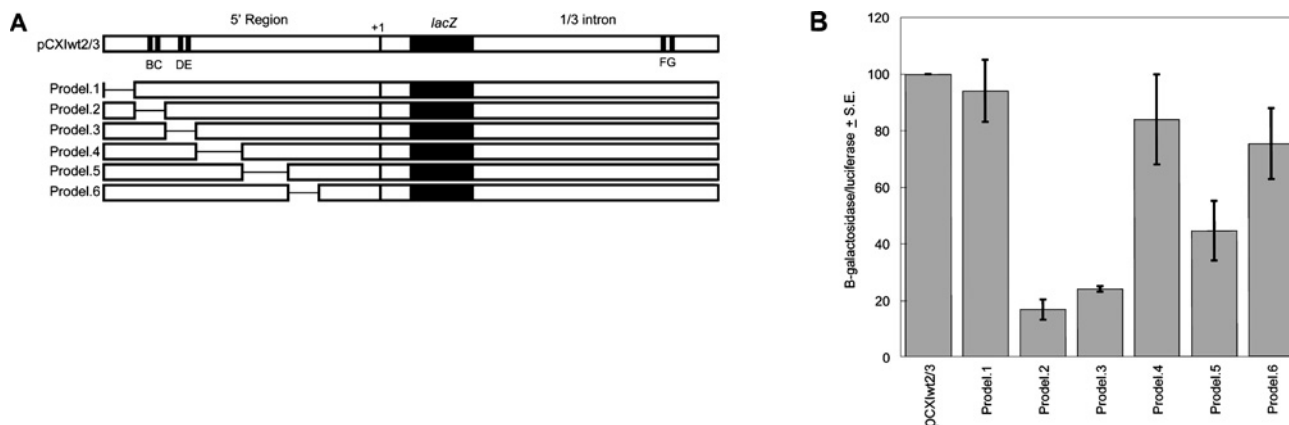 A
5' Region
+1
lacZ
1/3 intron
pCXIwt2/3
BC
DE
FG
Prodel.1
Prodel.2
Prodel.3
Prodel.4
Prodel.5
Prodel.6
B
B-galactosidase/luciferase ± S.E.
120
100
80
60
40
20
0
pCXIwt2/3
Prodel.1
Prodel.2
Prodel.3
Prodel.4
Prodel.5
Prodel.6